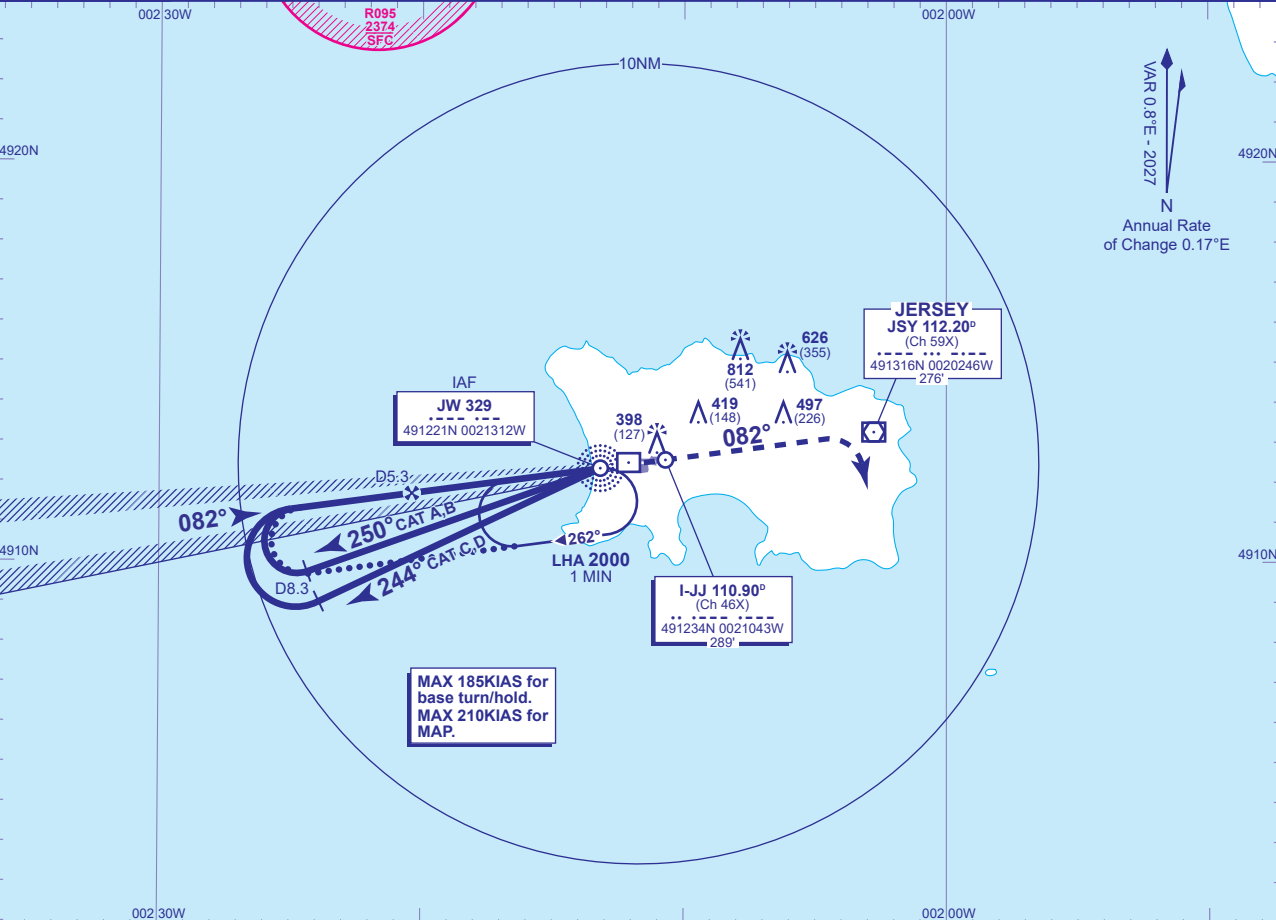 002 30W
002 00W
R095
2374
SFC
10NM
VAR 0.8°E - 2027
N
Annual Rate
of Change 0.17°E
4920N
4920N
JERSEY
JSY 112.20ᴰ
(Ch 59X)
491316N 0020246W
276'
626
(355)
812
(541)
419
(148)
497
(226)
398
(127)
IAF
JW 329
491221N 0021312W
082°
D5.3
082°
250° CAT A,B
244° CAT C,D
262°
D8.3
LHA 2000
1 MIN
4910N
4910N
I-JJ 110.90ᴰ
(Ch 46X)
491234N 0021043W
289'
MAX 185KIAS for
base turn/hold.
MAX 210KIAS for
MAP.
002 30W
002 00W